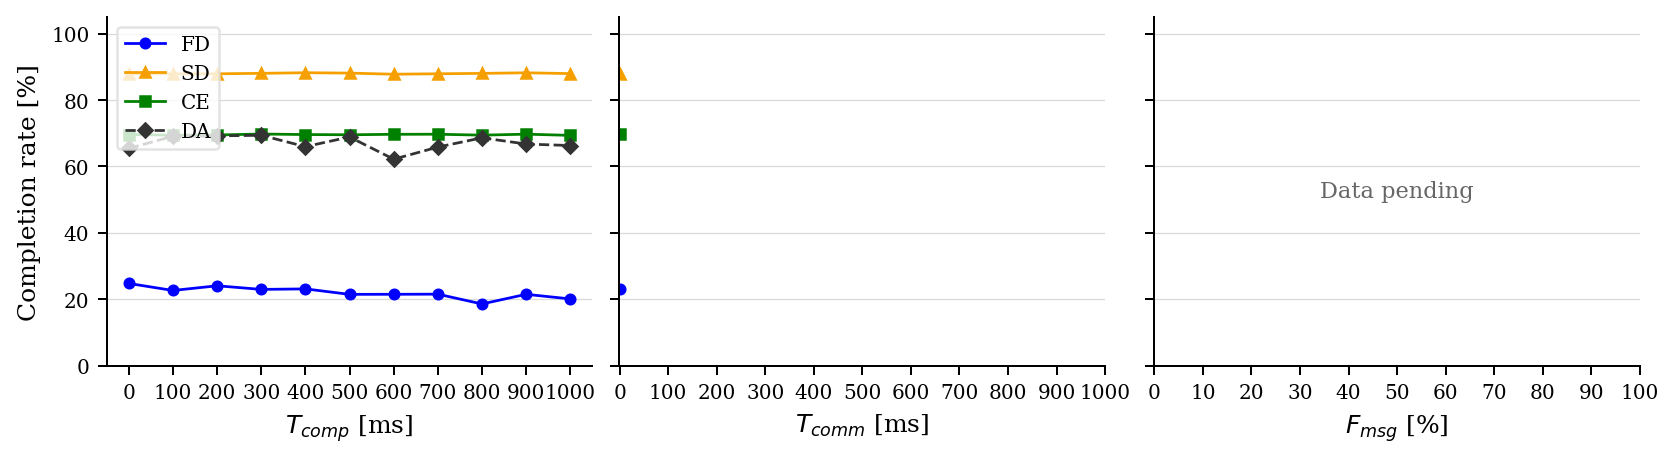 Completion rate [%]
100
80
60
40
20
0
FD
SD
CE
DA
0 100 200 300 400 500 600 700 800 900 1000
T_comp [ms]
0 100 200 300 400 500 600 700 800 900 1000
T_comm [ms]
Data pending
0 10 20 30 40 50 60 70 80 90 100
F_msg [%]